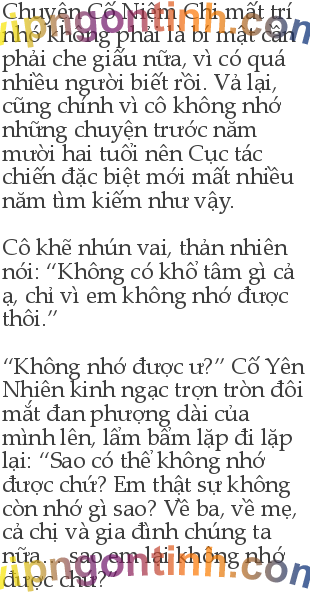 Chuyện Cố Niệm Chi mất trí
nhớ không phải là bí mật cần
phải che giấu nữa, vì có quá
nhiều người biết rồi. Vả lại,
cũng chính vì cô không nhớ
những chuyện trước năm
mười hai tuổi nên Cục tác
chiến đặc biệt mới mất nhiều
năm tìm kiếm như vậy.
Cô khẽ nhún vai, thản nhiên
nói: “Không có khổ tâm gì cả
ạ, chỉ vì em không nhớ được
thôi.”
“Không nhớ được ư?” Cố Yên
Nhiên kinh ngạc trợn tròn đôi
mắt đan phượng dài của
mình lên, lẩm bẩm lặp đi lặp
lại: “Sao có thể không nhớ
được chứ? Em thật sự không
còn nhớ gì sao? Về ba, về mẹ,
cả chị và gia đình chúng ta
nữa... sao em lại không nhớ
được chứ?”
vipngontinh.com
vipngontinh.com